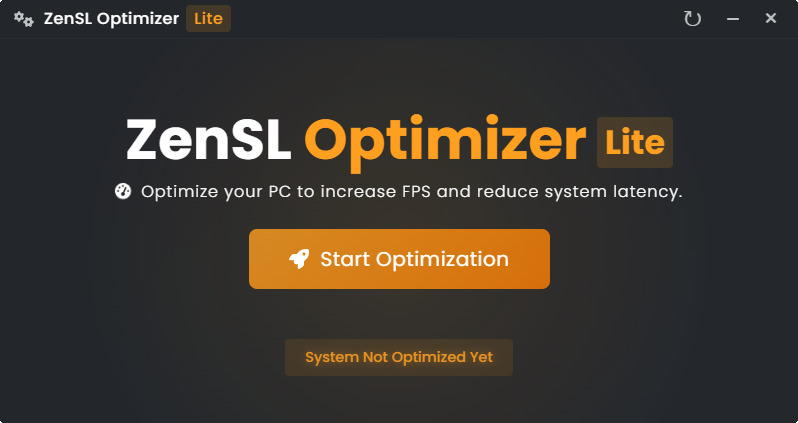 ZenSL Optimizer Lite
ZenSL Optimizer Lite
Optimize your PC to increase FPS and reduce system latency.
Start Optimization
System Not Optimized Yet